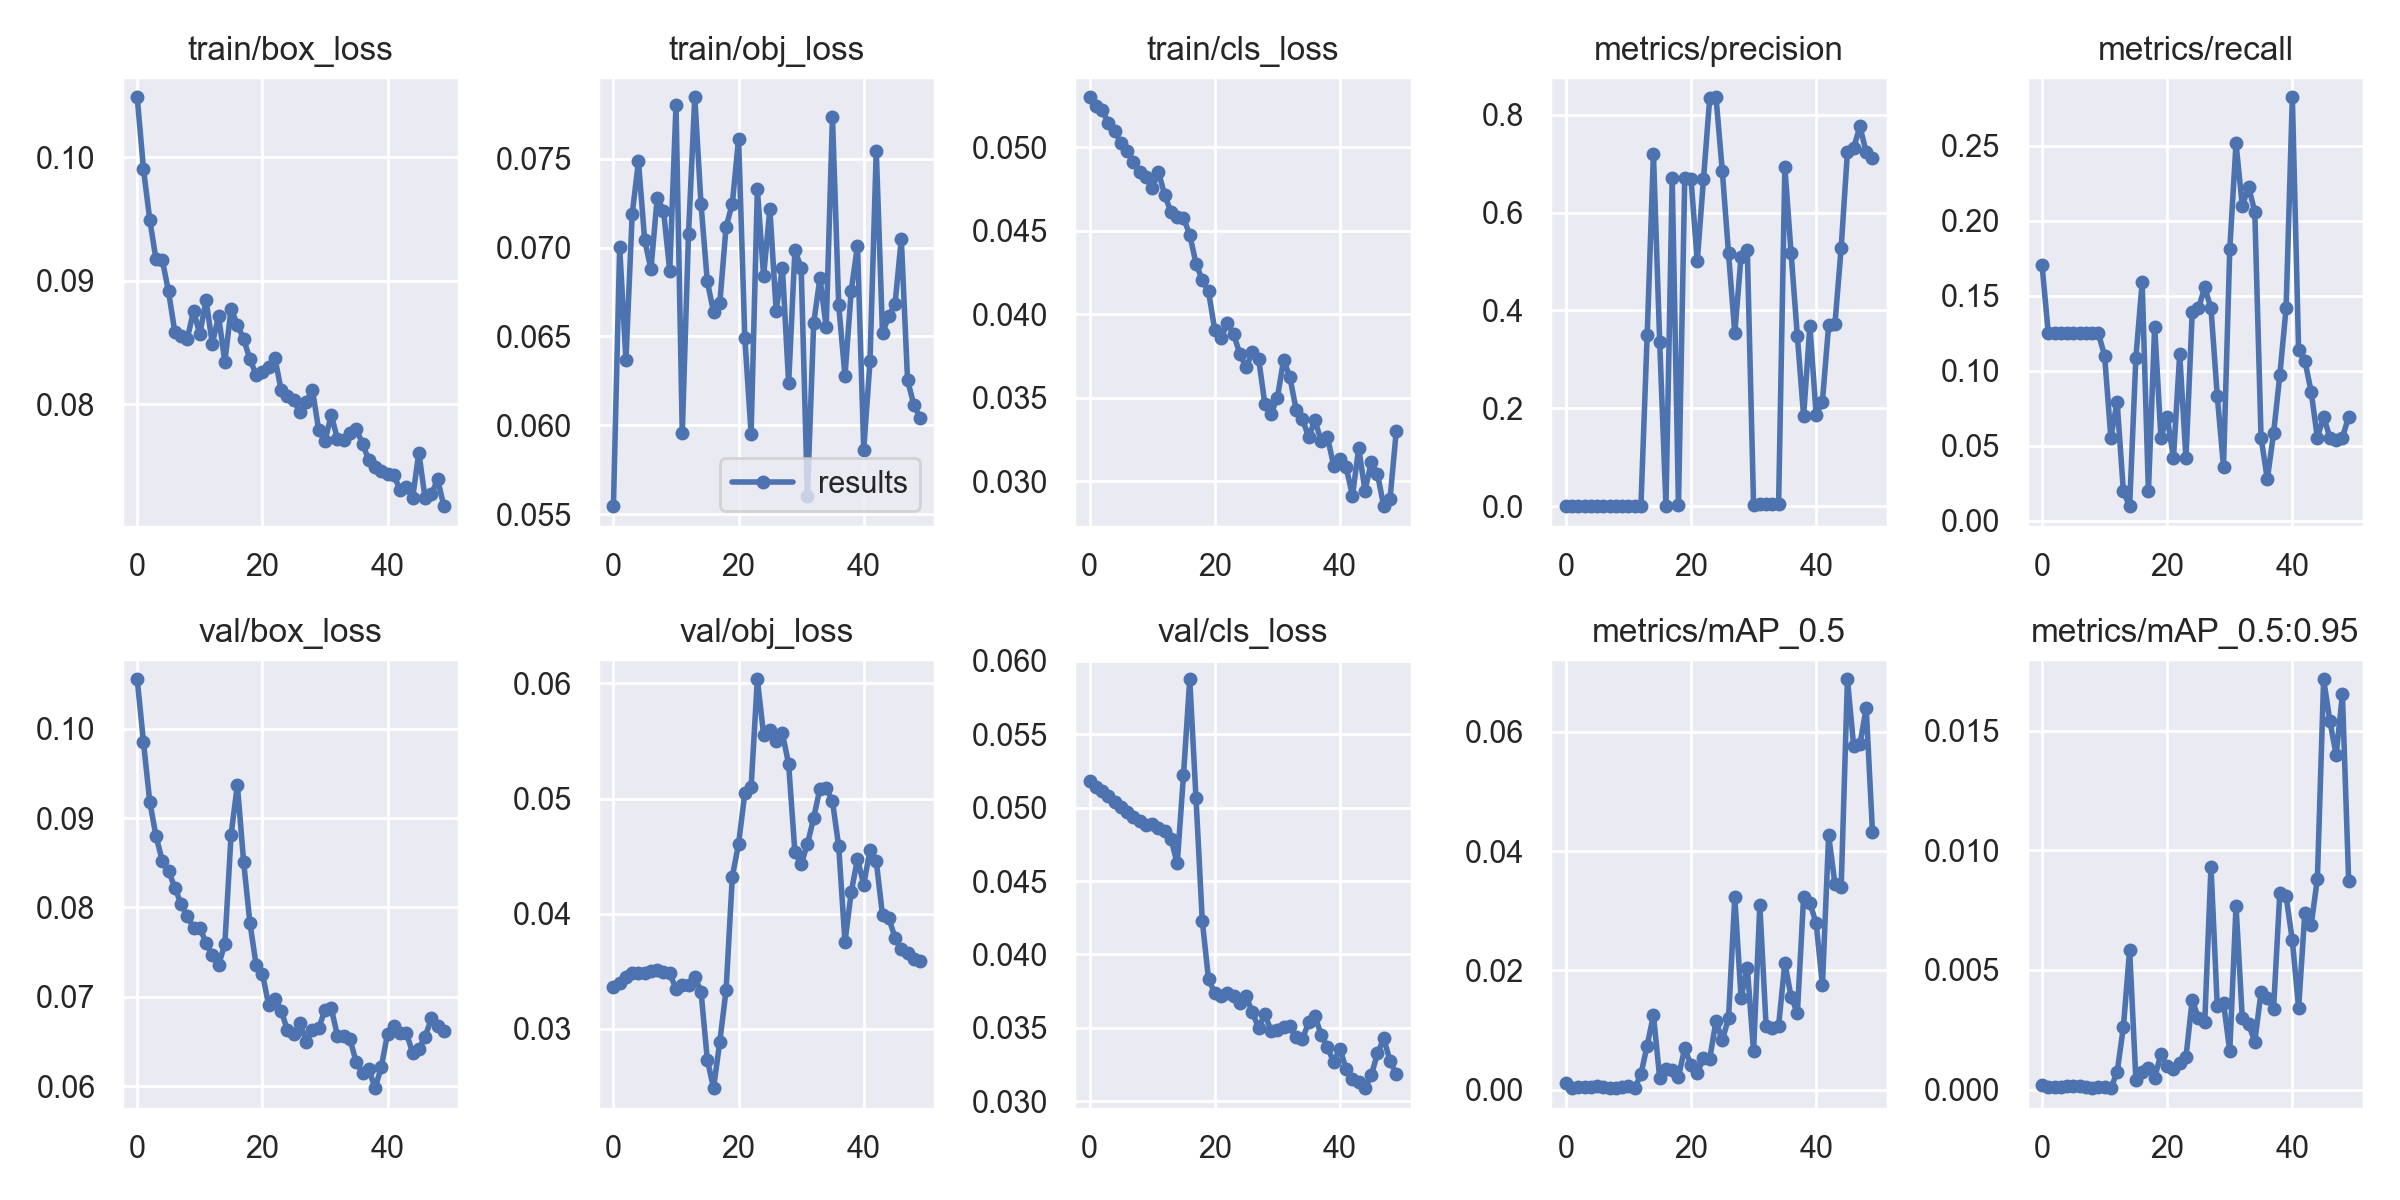 train/box_loss
train/obj_loss
train/cls_loss
metrics/precision
metrics/recall
0.10
0.09
0.08
0 20 40
0.075
0.070
0.065
0.060
0.055
results
0 20 40
0.050
0.045
0.040
0.035
0.030
0 20 40
0.8
0.6
0.4
0.2
0.0
0 20 40
0.25
0.20
0.15
0.10
0.05
0.00
0 20 40
val/box_loss
val/obj_loss
val/cls_loss
metrics/mAP_0.5
metrics/mAP_0.5:0.95
0.10
0.09
0.08
0.07
0.06
0 20 40
0.06
0.05
0.04
0.03
0 20 40
0.060
0.055
0.050
0.045
0.040
0.035
0.030
0 20 40
0.06
0.04
0.02
0.00
0 20 40
0.015
0.010
0.005
0.000
0 20 40